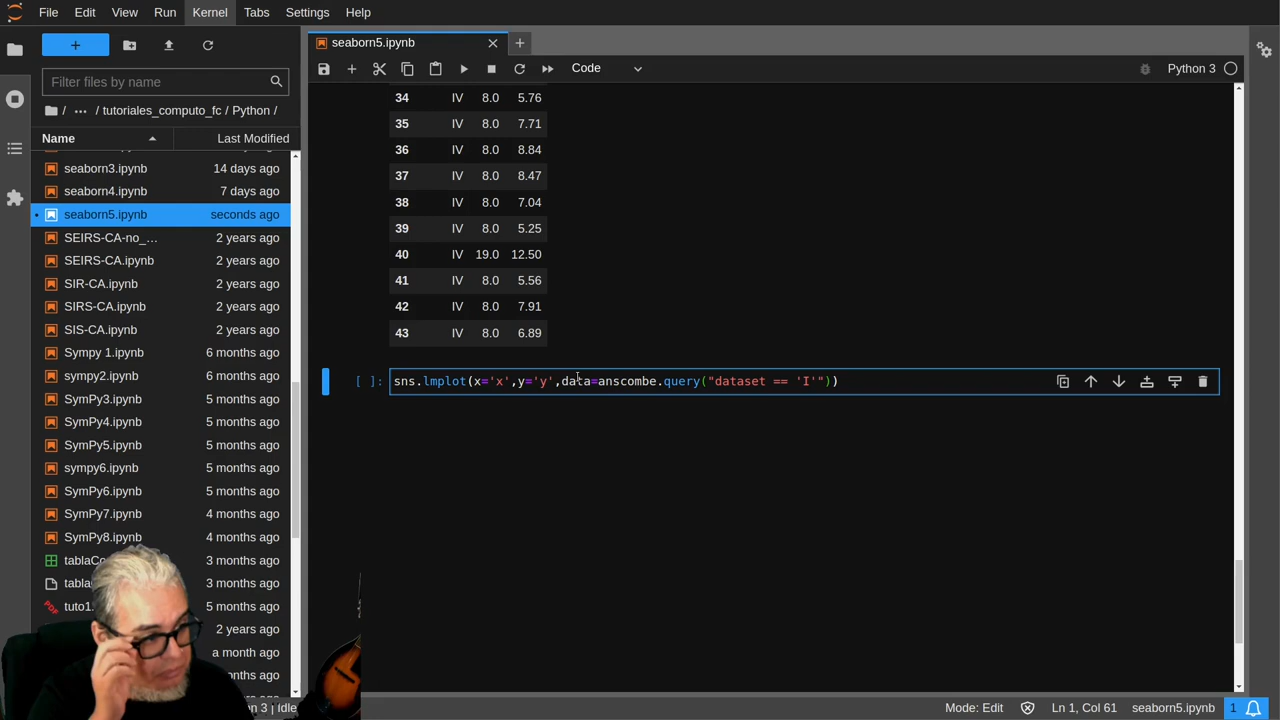 File Edit View Run Kernel Tabs Settings Help
seaborn5.ipynb
Filter files by name
Code
Python 3
/ ... / tutoriales_computo_fc / Python /
Name Last Modified
seaborn3.ipynb 14 days ago
seaborn4.ipynb 7 days ago
seaborn5.ipynb seconds ago
SEIRS-CA-no_... 2 years ago
SEIRS-CA.ipynb 2 years ago
SIR-CA.ipynb 2 years ago
SIRS-CA.ipynb 2 years ago
SIS-CA.ipynb 2 years ago
Sympy 1.ipynb 6 months ago
sympy2.ipynb 6 months ago
SymPy3.ipynb 5 months ago
SymPy4.ipynb 5 months ago
SymPy5.ipynb 5 months ago
sympy6.ipynb 5 months ago
SymPy6.ipynb 5 months ago
SymPy7.ipynb 4 months ago
SymPy8.ipynb 4 months ago
tablaCo 3 months ago
tabla 3 months ago
PDF tuto1. 5 months ago
2 years ago
a month ago
onths ago
34 IV 8.0 5.76
35 IV 8.0 7.71
36 IV 8.0 8.84
37 IV 8.0 8.47
38 IV 8.0 7.04
39 IV 8.0 5.25
40 IV 19.0 12.50
41 IV 8.0 5.56
42 IV 8.0 7.91
43 IV 8.0 6.89
[ ]: sns.lmplot(x='x',y='y',data=anscombe.query("dataset == 'I'"))
n 3 | Idle
Mode: Edit
Ln 1, Col 61
seaborn5.ipynb
1